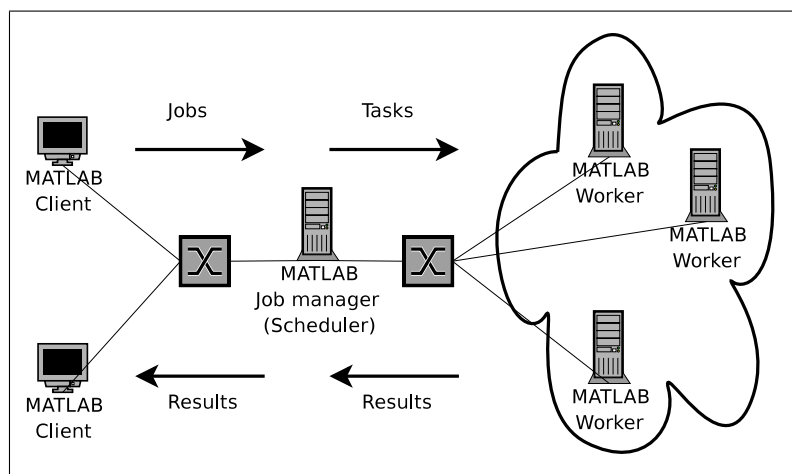 Jobs
Tasks
MATLAB
Client
MATLAB
Worker
MATLAB
Worker
MATLAB
Job manager
(Scheduler)
MATLAB
Client
Results
Results
MATLAB
Worker